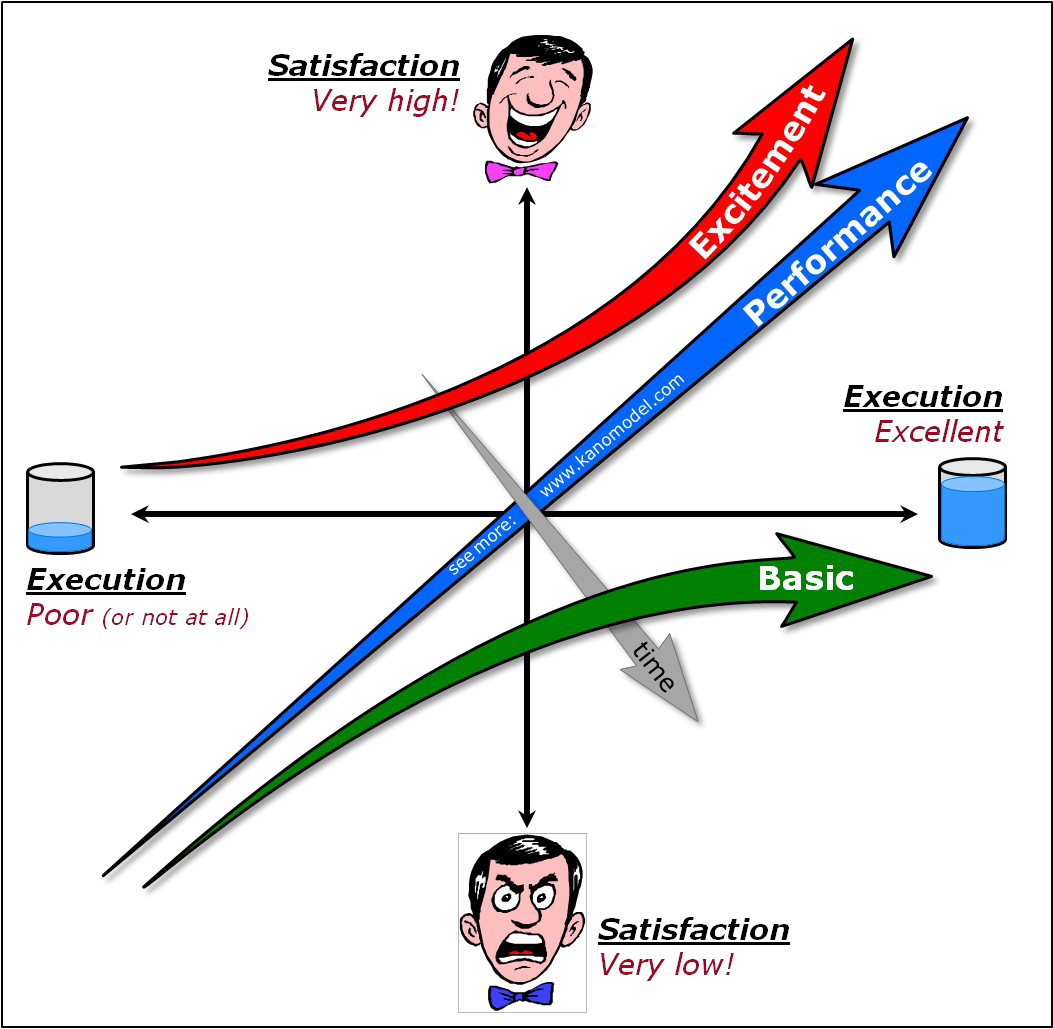 Satisfaction
Very high!
Excitement
Performance
www.kanomodel.com
see more:
Execution
Excellent
Execution
Poor (or not at all)
Basic
time
Satisfaction
Very low!